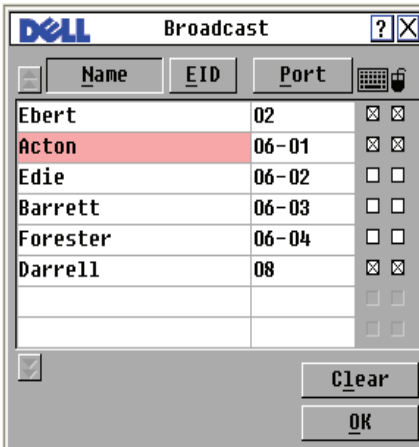 DELL Broadcast ?
Name EID Port
Ebert 02
Acton 06-01
Edie 06-02
Barrett 06-03
Forester 06-04
Darrell 08
Clear
OK